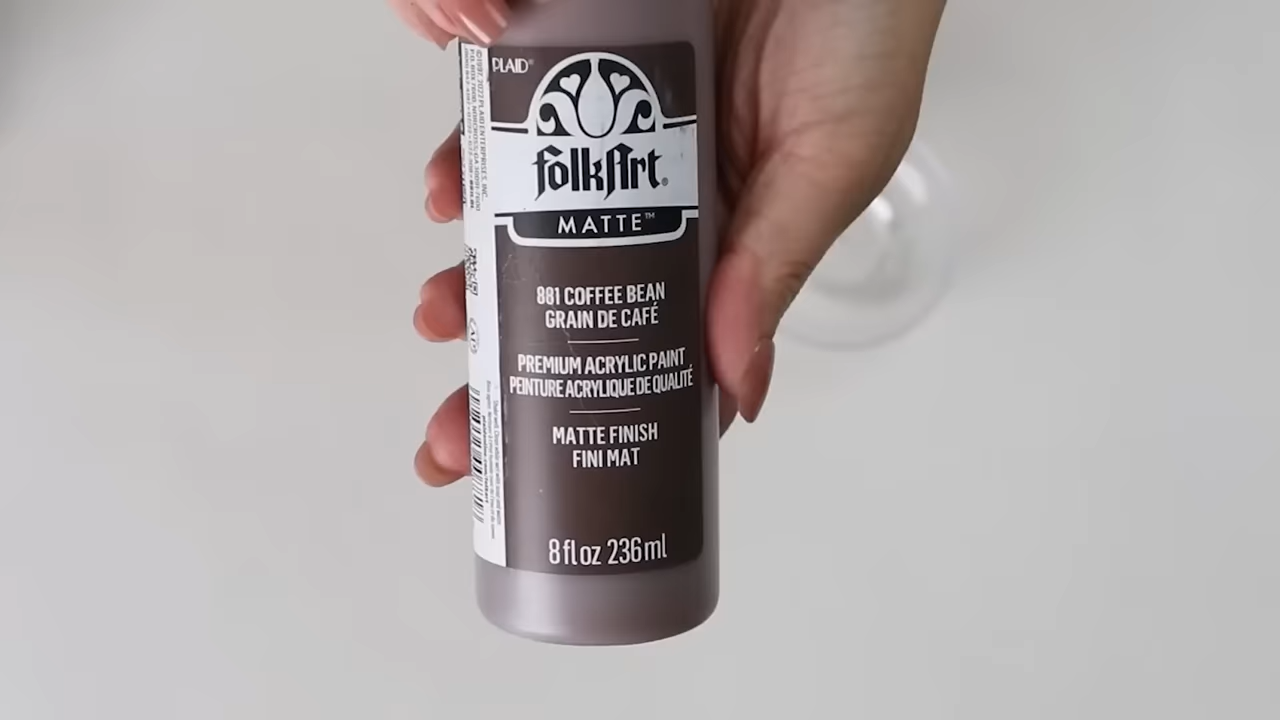 PLAID®
folkArt®
MATTE™
881 COFFEE BEAN
GRAIN DE CAFÉ
PREMIUM ACRYLIC PAINT
PEINTURE ACRYLIQUE DE QUALITÉ
MATTE FINISH
FINI MAT
8 fl oz 236 ml